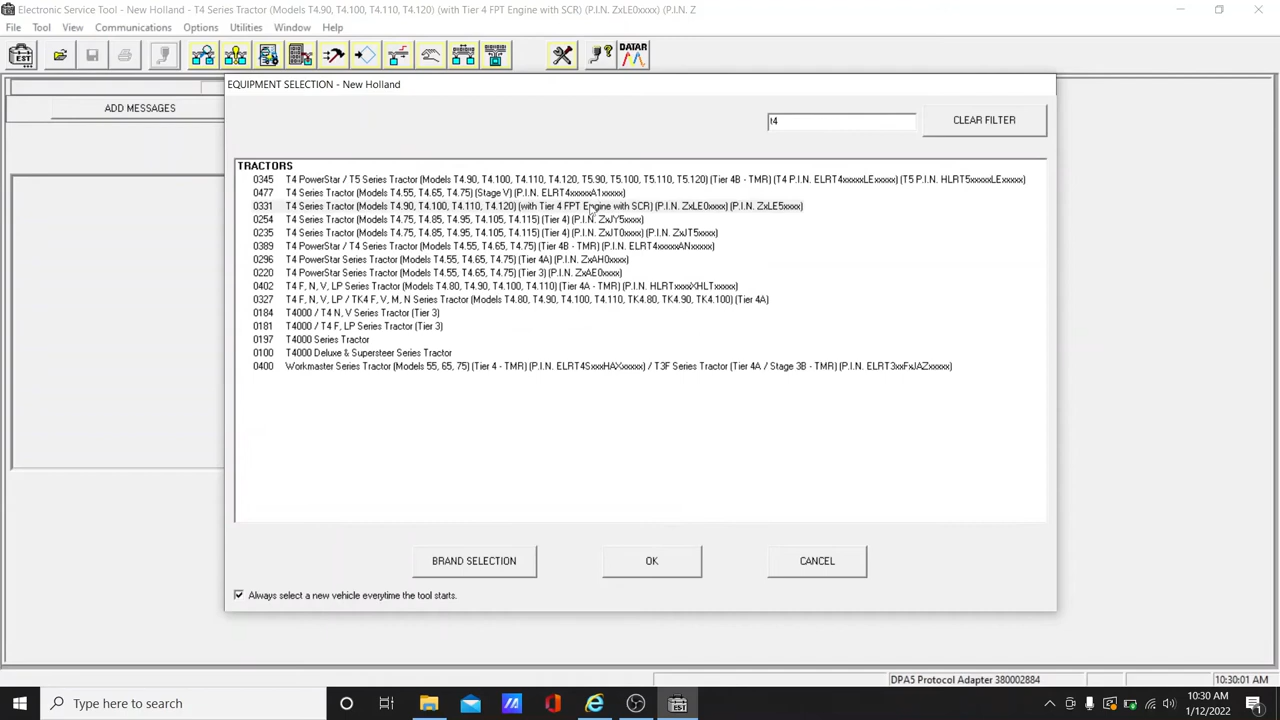 Electronic Service Tool - New Holland - T4 Series Tractor (Models T4.90, T4.100, T4.110, T4.120) (with Tier 4 FPT Engine with SCR) (P.I.N. ZxLE0xxxx) (P.I.N. Z
File Tool View Communications Options Utilities Window Help
EST DATAR
EQUIPMENT SELECTION - New Holland
ADD MESSAGES
t4 CLEAR FILTER
TRACTORS
0345 T4 PowerStar / T5 Series Tractor (Models T4.90, T4.100, T4.110, T4.120, T5.90, T5.100, T5.110, T5.120) (Tier 4B - TMR) (T4 P.I.N. ELRT4xxxxxLExxxxx) (T5 P.I.N. HLRT5xxxxxLExxxxx)
0477 T4 Series Tractor (Models T4.55, T4.65, T4.75) (Stage V) (P.I.N. ELRT4xxxxxA1xxxxx)
0331 T4 Series Tractor (Models T4.90, T4.100, T4.110, T4.120) (with Tier 4 FPT Engine with SCR) (P.I.N. ZxLE0xxxx) (P.I.N. ZxLE5xxxx)
0254 T4 Series Tractor (Models T4.75, T4.85, T4.95, T4.105, T4.115) (Tier 4) (P.I.N. ZxJY5xxxx)
0235 T4 Series Tractor (Models T4.75, T4.85, T4.95, T4.105, T4.115) (Tier 4) (P.I.N. ZxJT0xxxx) (P.I.N. ZxJT5xxxx)
0389 T4 PowerStar / T4 Series Tractor (Models T4.55, T4.65, T4.75) (Tier 4B - TMR) (P.I.N. ELRT4xxxxxANxxxxx)
0296 T4 PowerStar Series Tractor (Models T4.55, T4.65, T4.75) (Tier 4A) (P.I.N. ZxAH0xxxx)
0220 T4 PowerStar Series Tractor (Models T4.55, T4.65, T4.75) (Tier 3) (P.I.N. ZxAE0xxxx)
0402 T4 F, N, V, LP Series Tractor (Models T4.80, T4.90, T4.100, T4.110) (Tier 4A - TMR) (P.I.N. HLRTxxxxXHLTxxxxx)
0327 T4 F, N, V, LP / TK4 F, V, M, N Series Tractor (Models T4.80, T4.90, T4.100, T4.110, TK4.80, TK4.90, TK4.100) (Tier 4A)
0184 T4000 / T4 N, V Series Tractor (Tier 3)
0181 T4000 / T4 F, LP Series Tractor (Tier 3)
0197 T4000 Series Tractor
0100 T4000 Deluxe & Supersteer Series Tractor
0400 Workmaster Series Tractor (Models 55, 65, 75) (Tier 4 - TMR) (P.I.N. ELRT4SxxxHAXxxxxx) / T3F Series Tractor (Tier 4A / Stage 3B - TMR) (P.I.N. ELRT3xxFxJAZxxxxx)
BRAND SELECTION OK CANCEL
Always select a new vehicle everytime the tool starts.
DPA5 Protocol Adapter 380002884 10:30:01 AM
Type here to search
10:30 AM
1/12/2022